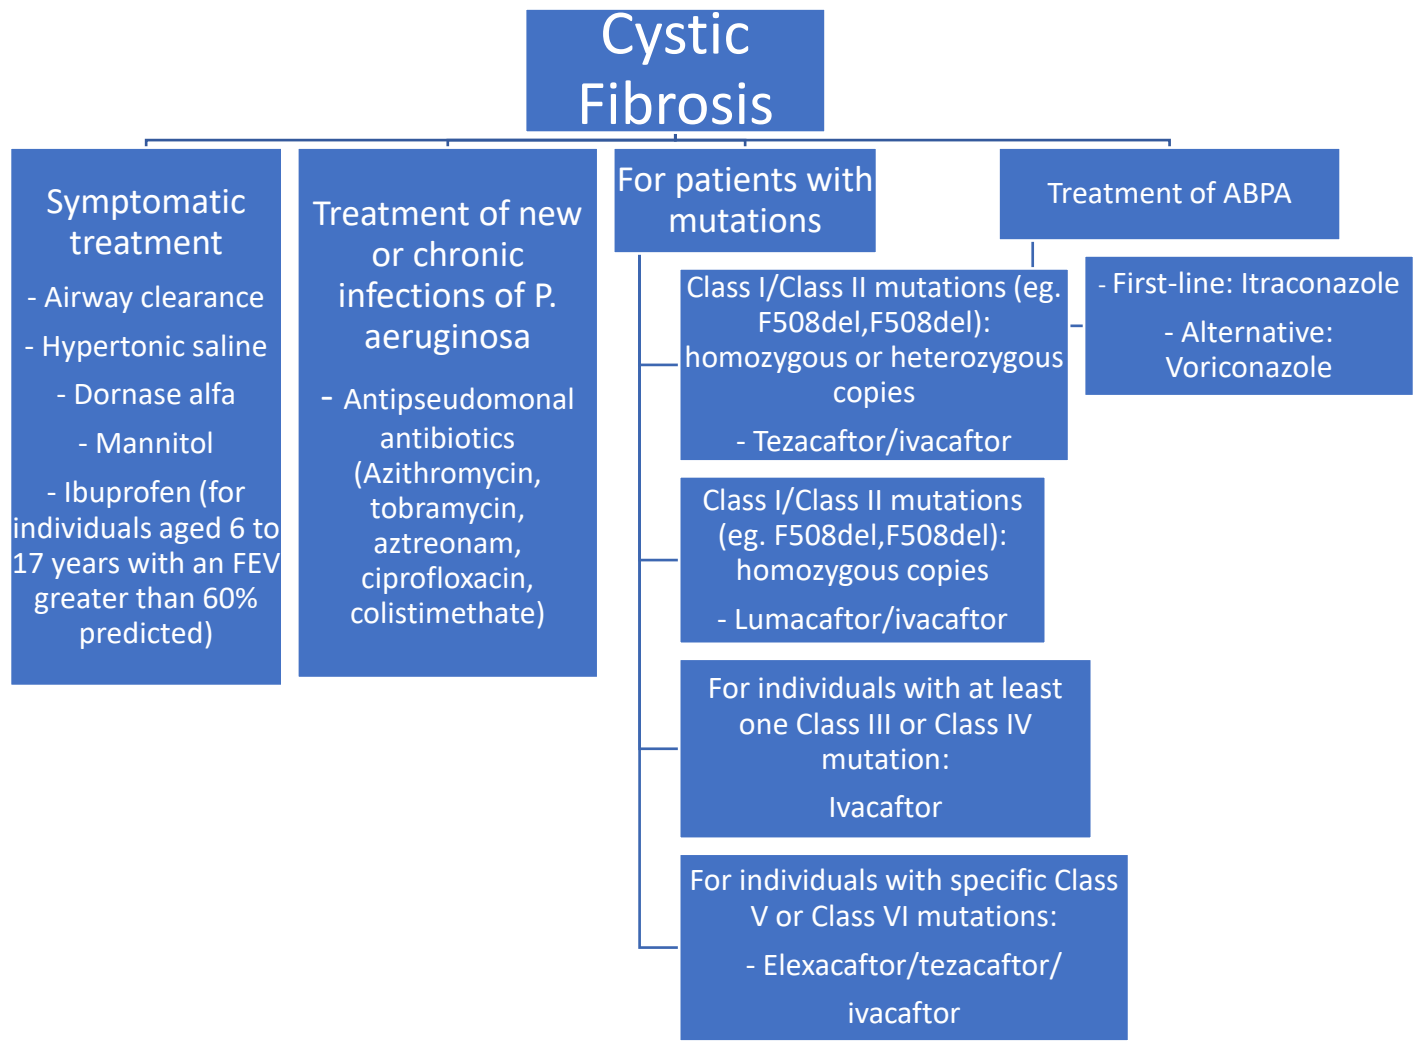 Cystic
Fibrosis
Symptomatic
treatment
- Airway clearance
- Hypertonic saline
- Dornase alfa
- Mannitol
- Ibuprofen (for
individuals aged 6 to
17 years with an FEV
greater than 60%
predicted)
Treatment of new
or chronic
infections of P.
aeruginosa
- Antipseudomonal
antibiotics
(Azithromycin,
tobramycin,
aztreonam,
ciprofloxacin,
colistimethate)
For patients with
mutations
Class I/Class II mutations (eg.
F508del,F508del):
homozygous or heterozygous
copies
- Tezacaftor/ivacaftor
Class I/Class II mutations
(eg. F508del,F508del):
homozygous copies
- Lumacaftor/ivacaftor
For individuals with at least
one Class III or Class IV
mutation:
Ivacaftor
For individuals with specific Class
V or Class VI mutations:
- Elexacaftor/tezacaftor/
ivacaftor
Treatment of ABPA
- First-line: Itraconazole
- Alternative:
Voriconazole